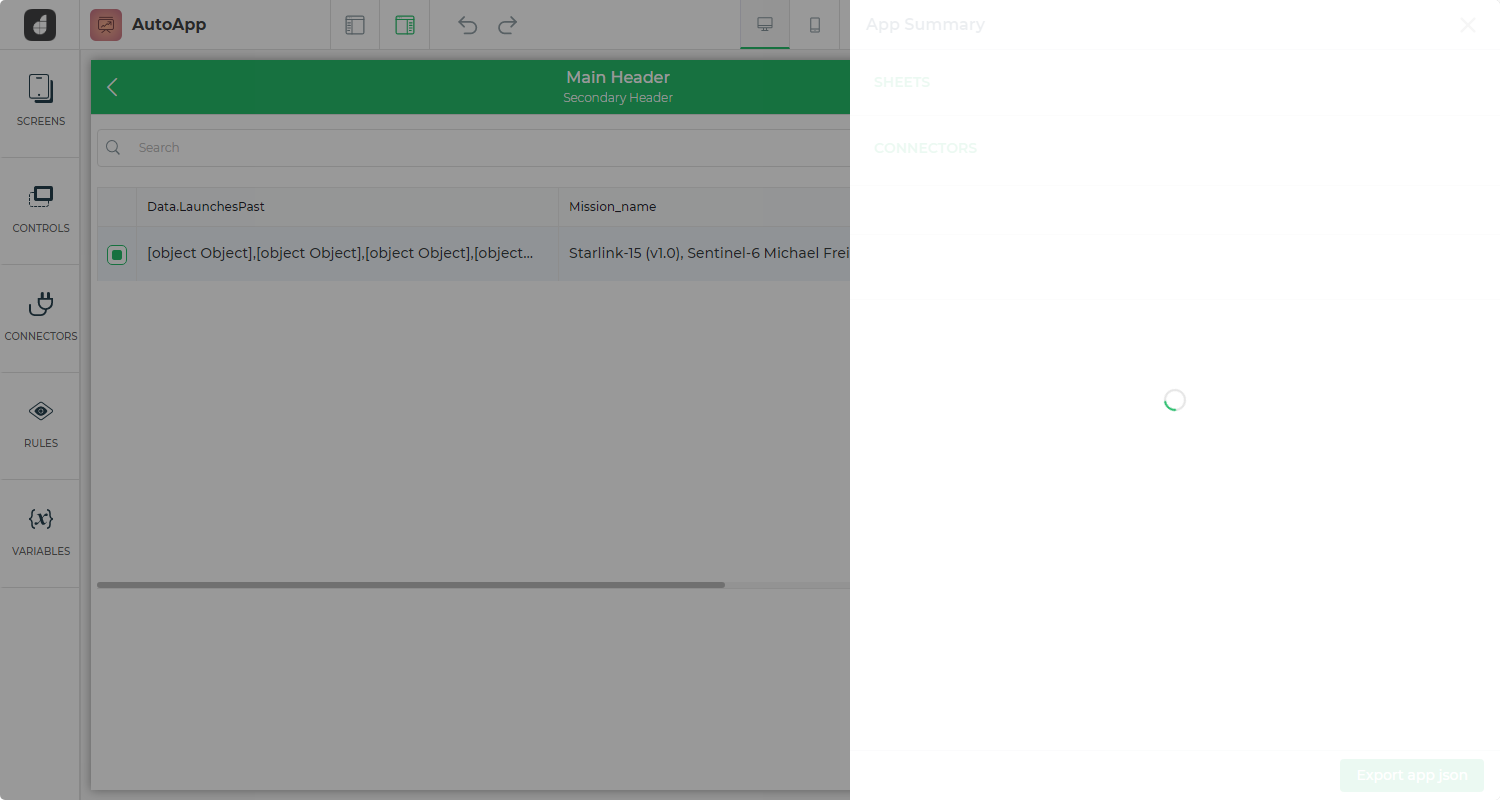 AutoApp
App Summary
SCREENS
CONTROLS
CONNECTORS
RULES
{x}
VARIABLES
Main Header
Secondary Header
Search
Data.LaunchesPast
Mission_name
[object Object],[object Object],[object Object],[object...
Starlink-15 (v1.0), Sentinel-6 Michael Frei
SHEETS
CONNECTORS
Export app json